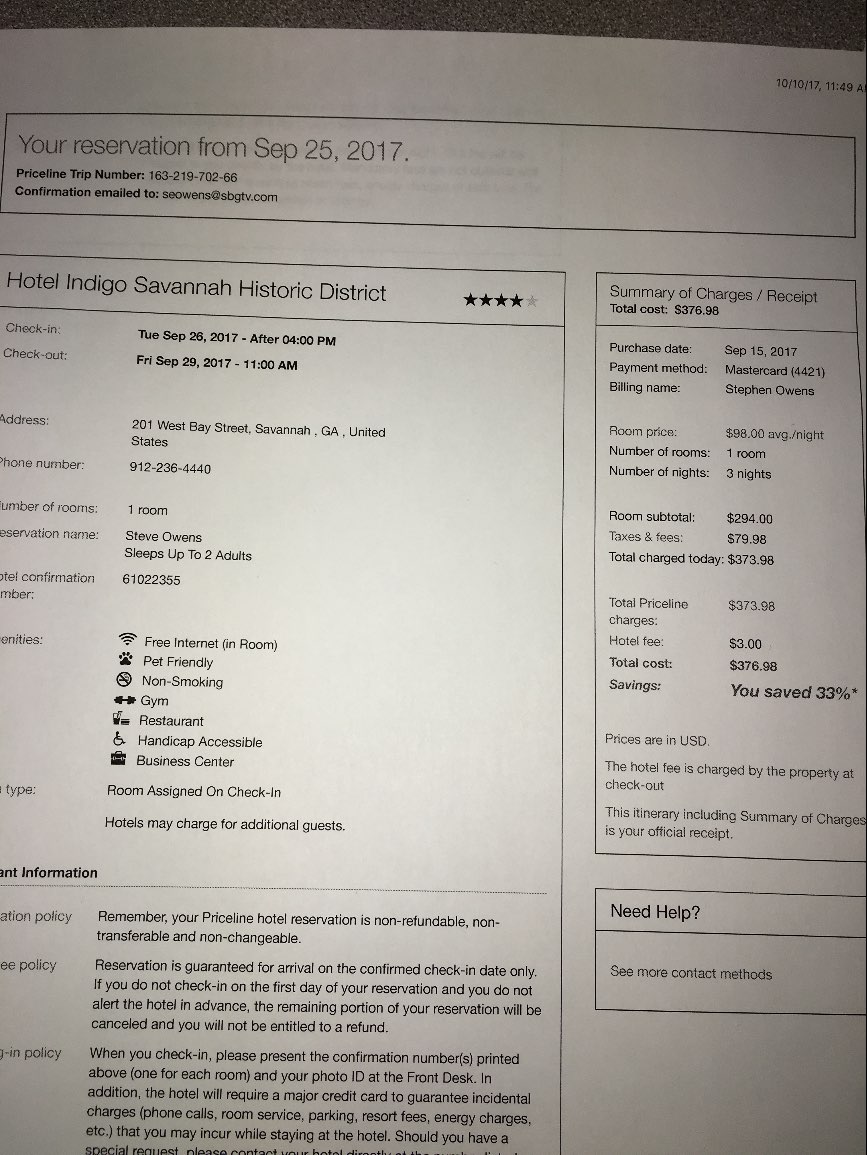 10/10/17, 11:49 A
Your reservation from Sep 25, 2017.
Priceline Trip Number: 163-219-702-66
Confirmation emailed to: seowens@sbgtv.com
Hotel Indigo Savannah Historic District
Check-in: Tue Sep 26, 2017 - After 04:00 PM
Check-out: Fri Sep 29, 2017 - 11:00 AM
Address: 201 West Bay Street, Savannah , GA , United
States
Phone number: 912-236-4440
umber of rooms: 1 room
eservation name: Steve Owens
Sleeps Up To 2 Adults
otel confirmation 61022355
mber:
enities: Free Internet (in Room)
Pet Friendly
Non-Smoking
Gym
Restaurant
Handicap Accessible
Business Center
type: Room Assigned On Check-In
Hotels may charge for additional guests.
ant Information
ation policy Remember, your Priceline hotel reservation is non-refundable, non-
transferable and non-changeable.
ee policy Reservation is guaranteed for arrival on the confirmed check-in date only.
If you do not check-in on the first day of your reservation and you do not
alert the hotel in advance, the remaining portion of your reservation will be
canceled and you will not be entitled to a refund.
-in policy When you check-in, please present the confirmation number(s) printed
above (one for each room) and your photo ID at the Front Desk. In
addition, the hotel will require a major credit card to guarantee incidental
charges (phone calls, room service, parking, resort fees, energy charges,
etc.) that you may incur while staying at the hotel. Should you have a
special request, please contact your hotel directly at the
Summary of Charges / Receipt
Total cost: $376.98
Purchase date: Sep 15, 2017
Payment method: Mastercard (4421)
Billing name: Stephen Owens
Room price: $98.00 avg./night
Number of rooms: 1 room
Number of nights: 3 nights
Room subtotal: $294.00
Taxes & fees: $79.98
Total charged today: $373.98
Total Priceline $373.98
charges:
Hotel fee: $3.00
Total cost: $376.98
Savings: You saved 33%*
Prices are in USD.
The hotel fee is charged by the property at
check-out
This itinerary including Summary of Charges
is your official receipt.
Need Help?
See more contact methods